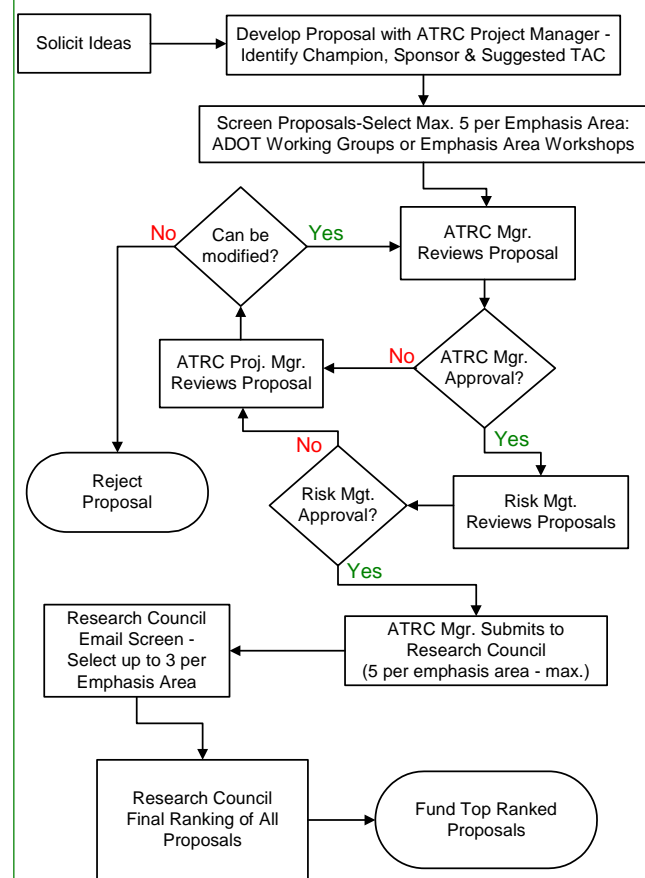 Solicit Ideas
Develop Proposal with ATRC Project Manager -
Identify Champion, Sponsor & Suggested TAC
Screen Proposals-Select Max. 5 per Emphasis Area:
ADOT Working Groups or Emphasis Area Workshops
No
Can be
modified?
Yes
ATRC Mgr.
Reviews Proposal
ATRC Proj. Mgr.
Reviews Proposal
No
ATRC Mgr.
Approval?
Yes
Reject
Proposal
No
Risk Mgt.
Approval?
Risk Mgt.
Reviews Proposals
Yes
Research Council
Email Screen -
Select up to 3 per
Emphasis Area
ATRC Mgr. Submits to
Research Council
(5 per emphasis area - max.)
Research Council
Final Ranking of All
Proposals
Fund Top Ranked
Proposals